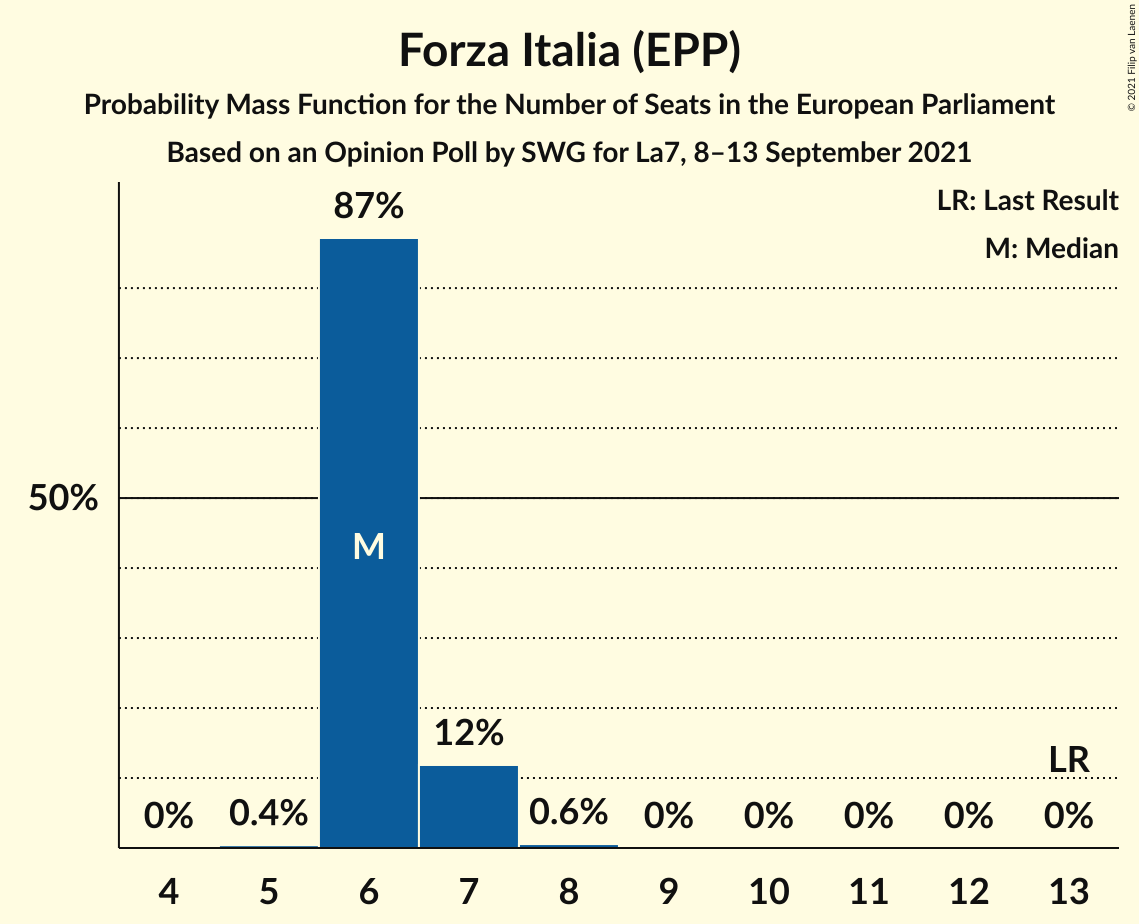 Forza Italia (EPP)
Probability Mass Function for the Number of Seats in the European Parliament
Based on an Opinion Poll by SWG for La7, 8–13 September 2021
© 2021 Filip van Laenen
LR: Last Result
M: Median
87%
50%
M
12%
LR
0% 0.4% 0.6% 0% 0% 0% 0% 0%
4 5 6 7 8 9 10 11 12 13